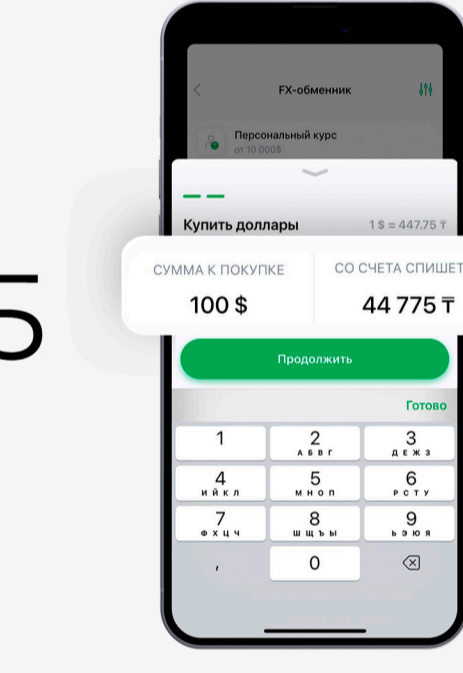 FX-обменник
Персональный курс
от 10 000$
Купить доллары
1 $ = 447.75 ₸
СУММА К ПОКУПКЕ
СО СЧЕТА СПИШЕТ
100 $
44 775 ₸
Б
Продолжить
Готово
1
2
3
А Б В Г
Д Е Ж З
4
5
6
И Й К Л
М Н О П
Р С Т У
7
8
9
Ф Х Ц Ч
Ш Щ Ъ Ы
Ь Э Ю Я
,
0